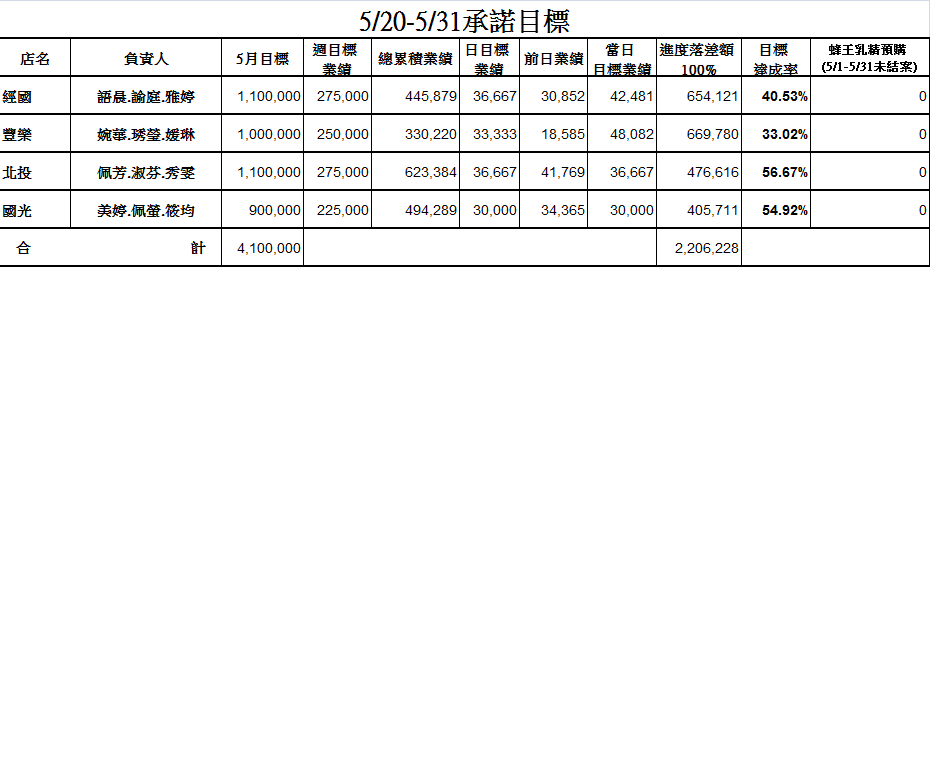 5/20-5/31承諾目標
店名 負責人 5月目標 週目標業績 總累積業績 日目標業績 前日業績 當日目標業績 進度落差額100% 目標達成率 蜂王乳精預購(5/1-5/31未結案)
經國 語晨.諭庭.雅婷 1,100,000 275,000 445,879 36,667 30,852 42,481 654,121 40.53% 0
豐樂 婉華.琇瑩.媛琳 1,000,000 250,000 330,220 33,333 18,585 48,082 669,780 33.02% 0
北投 佩芳.淑芬.秀雯 1,100,000 275,000 623,384 36,667 41,769 36,667 476,616 56.67% 0
國光 美婷.佩螢.筱均 900,000 225,000 494,289 30,000 34,365 30,000 405,711 54.92% 0
合計 4,100,000 2,206,228